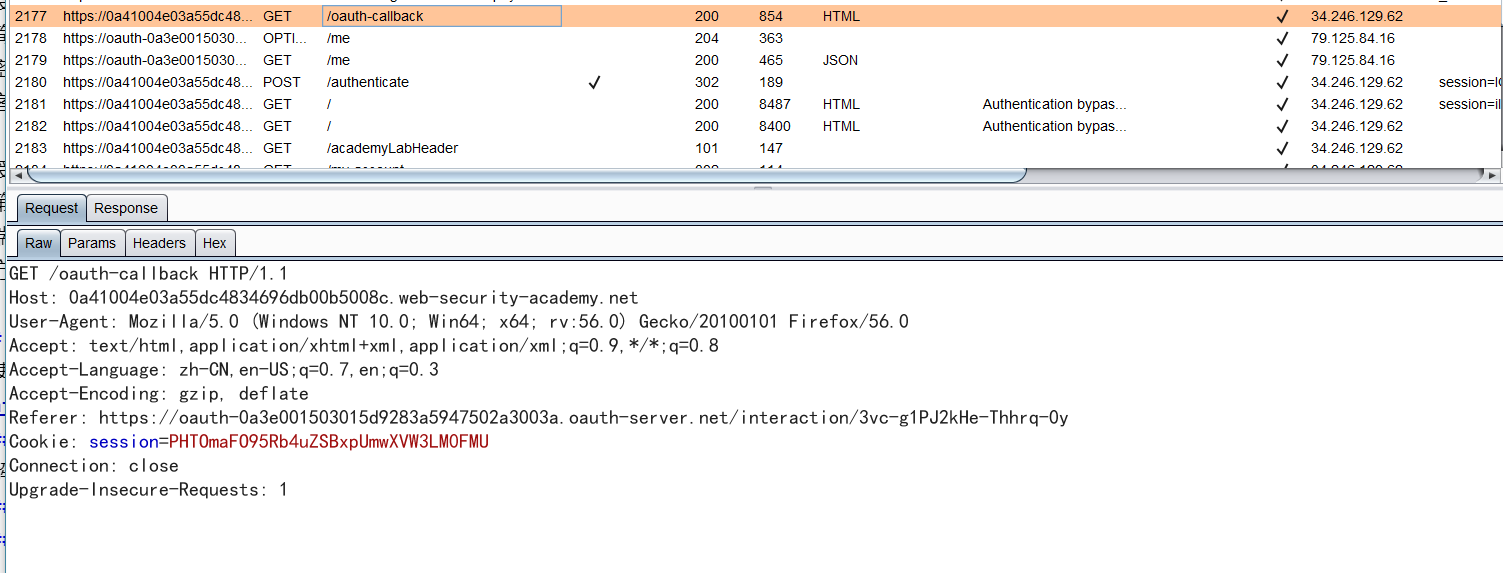 2177 https://0a41004e03a55dc48... GET /oauth-callback 200 854 HTML ✓ 34.246.129.62
2178 https://oauth-0a3e0015030... OPTI... /me 204 363 ✓ 79.125.84.16
2179 https://oauth-0a3e0015030... GET /me 200 465 JSON ✓ 79.125.84.16
2180 https://0a41004e03a55dc48... POST /authenticate ✓ 302 189 ✓ 34.246.129.62
2181 https://0a41004e03a55dc48... GET / 200 8487 HTML Authentication bypas... ✓ 34.246.129.62
2182 https://0a41004e03a55dc48... GET / 200 8400 HTML Authentication bypas... ✓ 34.246.129.62
2183 https://0a41004e03a55dc48... GET /academyLabHeader 101 147 ✓ 34.246.129.62
Request Response
Raw Params Headers Hex
GET /oauth-callback HTTP/1.1
Host: 0a41004e03a55dc4834696db00b5008c.web-security-academy.net
User-Agent: Mozilla/5.0 (Windows NT 10.0; Win64; x64; rv:56.0) Gecko/20100101 Firefox/56.0
Accept: text/html,application/xhtml+xml,application/xml;q=0.9,*/*;q=0.8
Accept-Language: zh-CN,en-US;q=0.7,en;q=0.3
Accept-Encoding: gzip, deflate
Referer: https://oauth-0a3e001503015d9283a5947502a3003a.oauth-server.net/interaction/3vc-g1PJ2kHe-Thhrq-0y
Cookie: session=PHTOmaFO95Rb4uZSBxpUmwXVW3LMOFMU
Connection: close
Upgrade-Insecure-Requests: 1